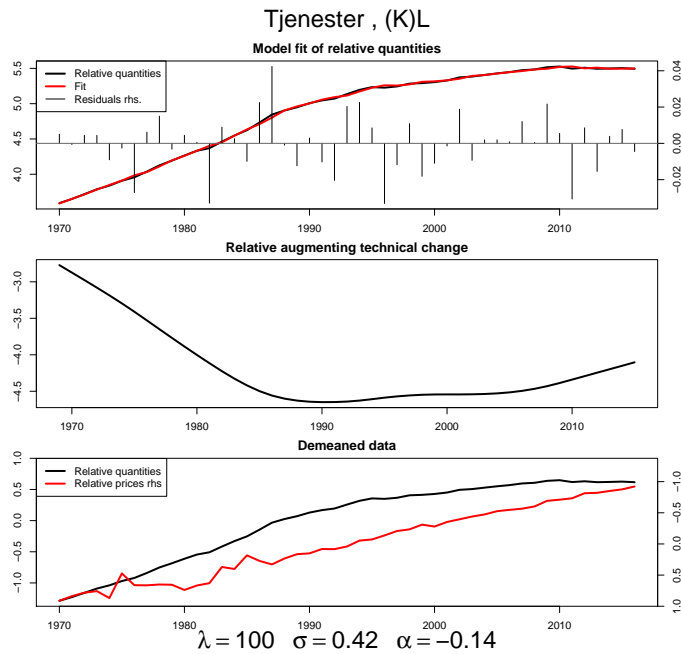 Tjenester , (K)L
Model fit of relative quantities
Relative quantities
Fit
Residuals rhs.
5.5
5.0
4.5
4.0
0.04
0.02
0.00
−0.02
1970 1980 1990 2000 2010
Relative augmenting technical change
−3.0
−3.5
−4.0
−4.5
1970 1980 1990 2000 2010
Demeaned data
Relative quantities
Relative prices rhs
1.0
0.5
0.0
−0.5
−1.0
−1.0
−0.5
0.0
0.5
1.0
1970 1980 1990 2000 2010
λ = 100 σ = 0.42 α = −0.14